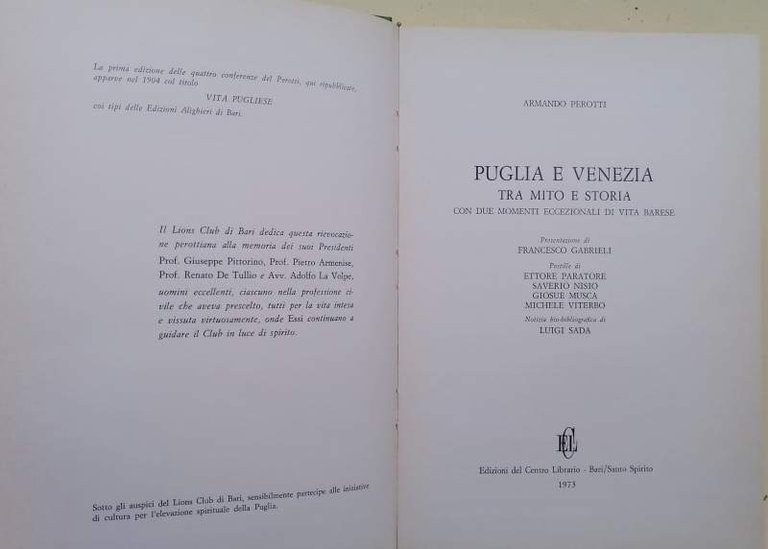 La prima edizione delle quattro conferenze del Perotti, qui ripubblicate,
apparve nel 1904 col titolo
VITA PUGLIESE
coi tipi delle Edizioni Alighieri di Bari.
Il Lions Club di Bari dedica questa rievocazio-
ne perottiana alla memoria dei suoi Presidenti
Prof. Giuseppe Pittorino, Prof. Pietro Armenise,
Prof. Renato De Tullio e Avv. Adolfo La Volpe,
uomini eccellenti, ciascuno nella professione ci-
vile che aveva prescelto, tutti per la vita intesa
e vissuta virtuosamente, onde Essi continuano a
guidare il Club in luce di spirito.
Sotto gli auspici del Lions Club di Bari, sensibilmente partecipe alle iniziative
di cultura per l'elevazione spirituale della Puglia.
ARMANDO PEROTTI
PUGLIA E VENEZIA
TRA MITO E STORIA
CON DUE MOMENTI ECCEZIONALI DI VITA BARESE
Presentazione di
FRANCESCO GABRIELI
Postille di
ETTORE PARATORE
SAVERIO NISIO
GIOSUE MUSCA
MICHELE VITERBO
Notizia bio-bibliografica di
LUIGI SADA
ECL
Edizioni del Centro Librario - Bari/Santo Spirito
1973